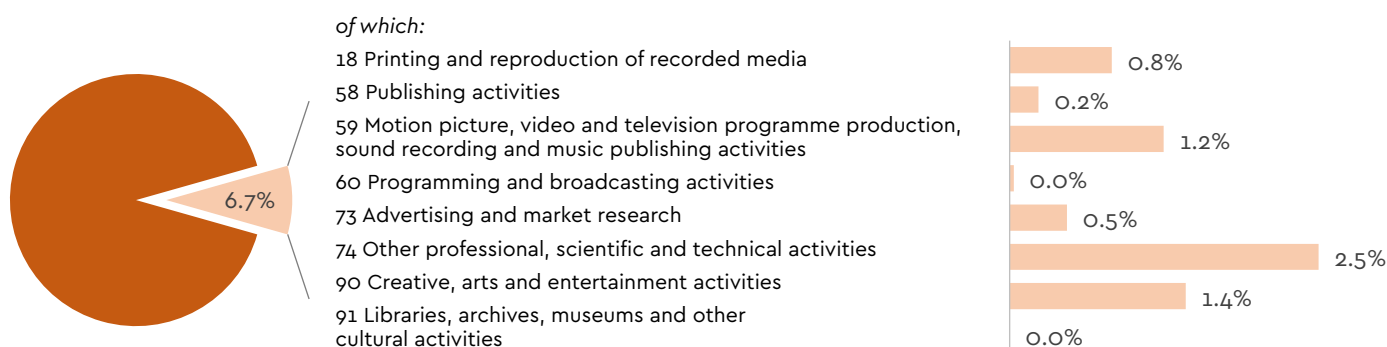 of which:
18 Printing and reproduction of recorded media
0.8%
58 Publishing activities
0.2%
59 Motion picture, video and television programme production,
sound recording and music publishing activities
1.2%
60 Programming and broadcasting activities
0.0%
6.7%
73 Advertising and market research
0.5%
74 Other professional, scientific and technical activities
2.5%
90 Creative, arts and entertainment activities
1.4%
91 Libraries, archives, museums and other
cultural activities
0.0%